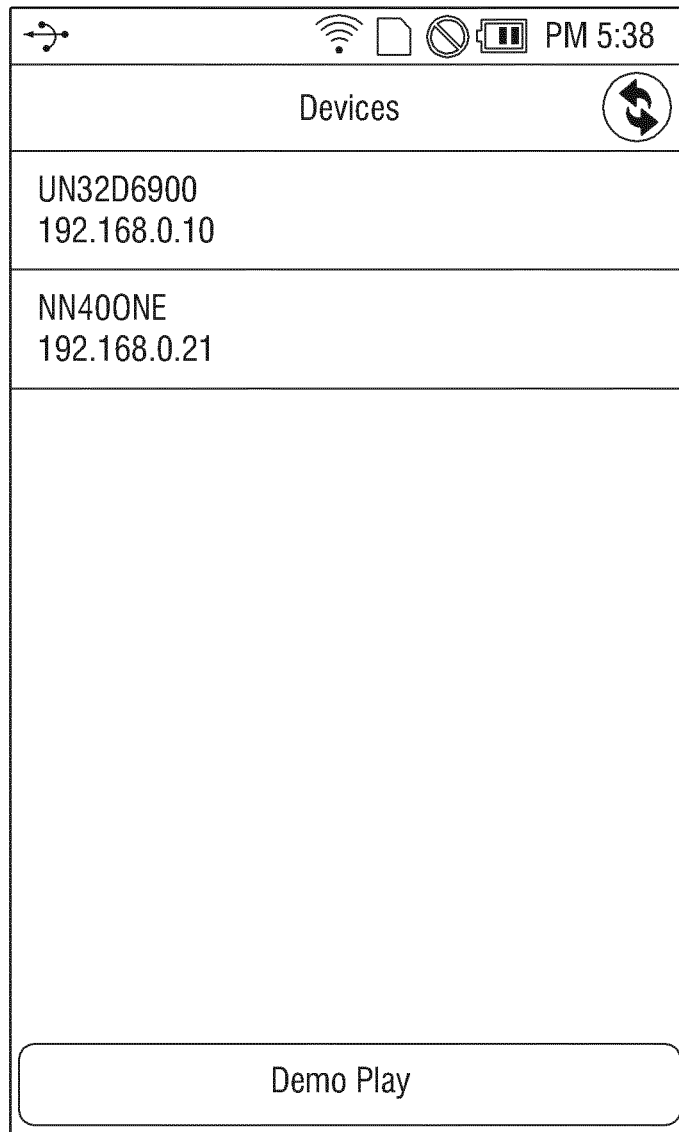 PM 5:38
Devices
UN32D6900
192.168.0.10
NN40ONE
192.168.0.21
Demo Play